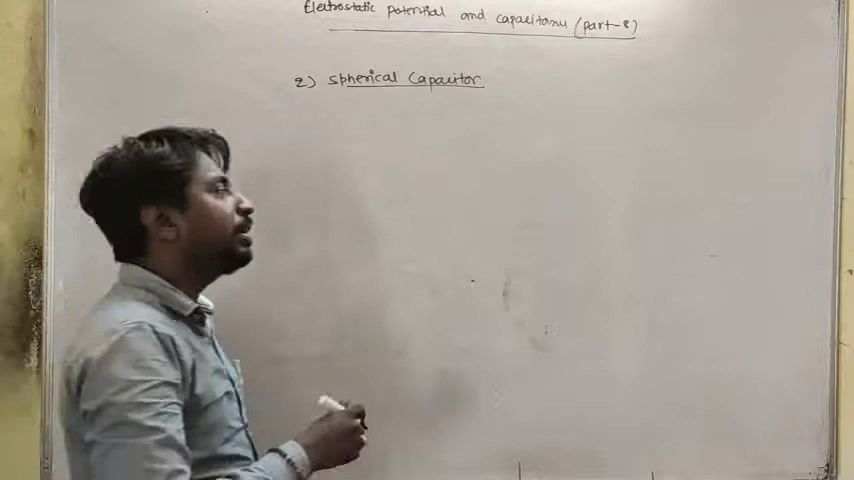 Electrostatic potential and capacitance (part-8)
2) Spherical Capacitor